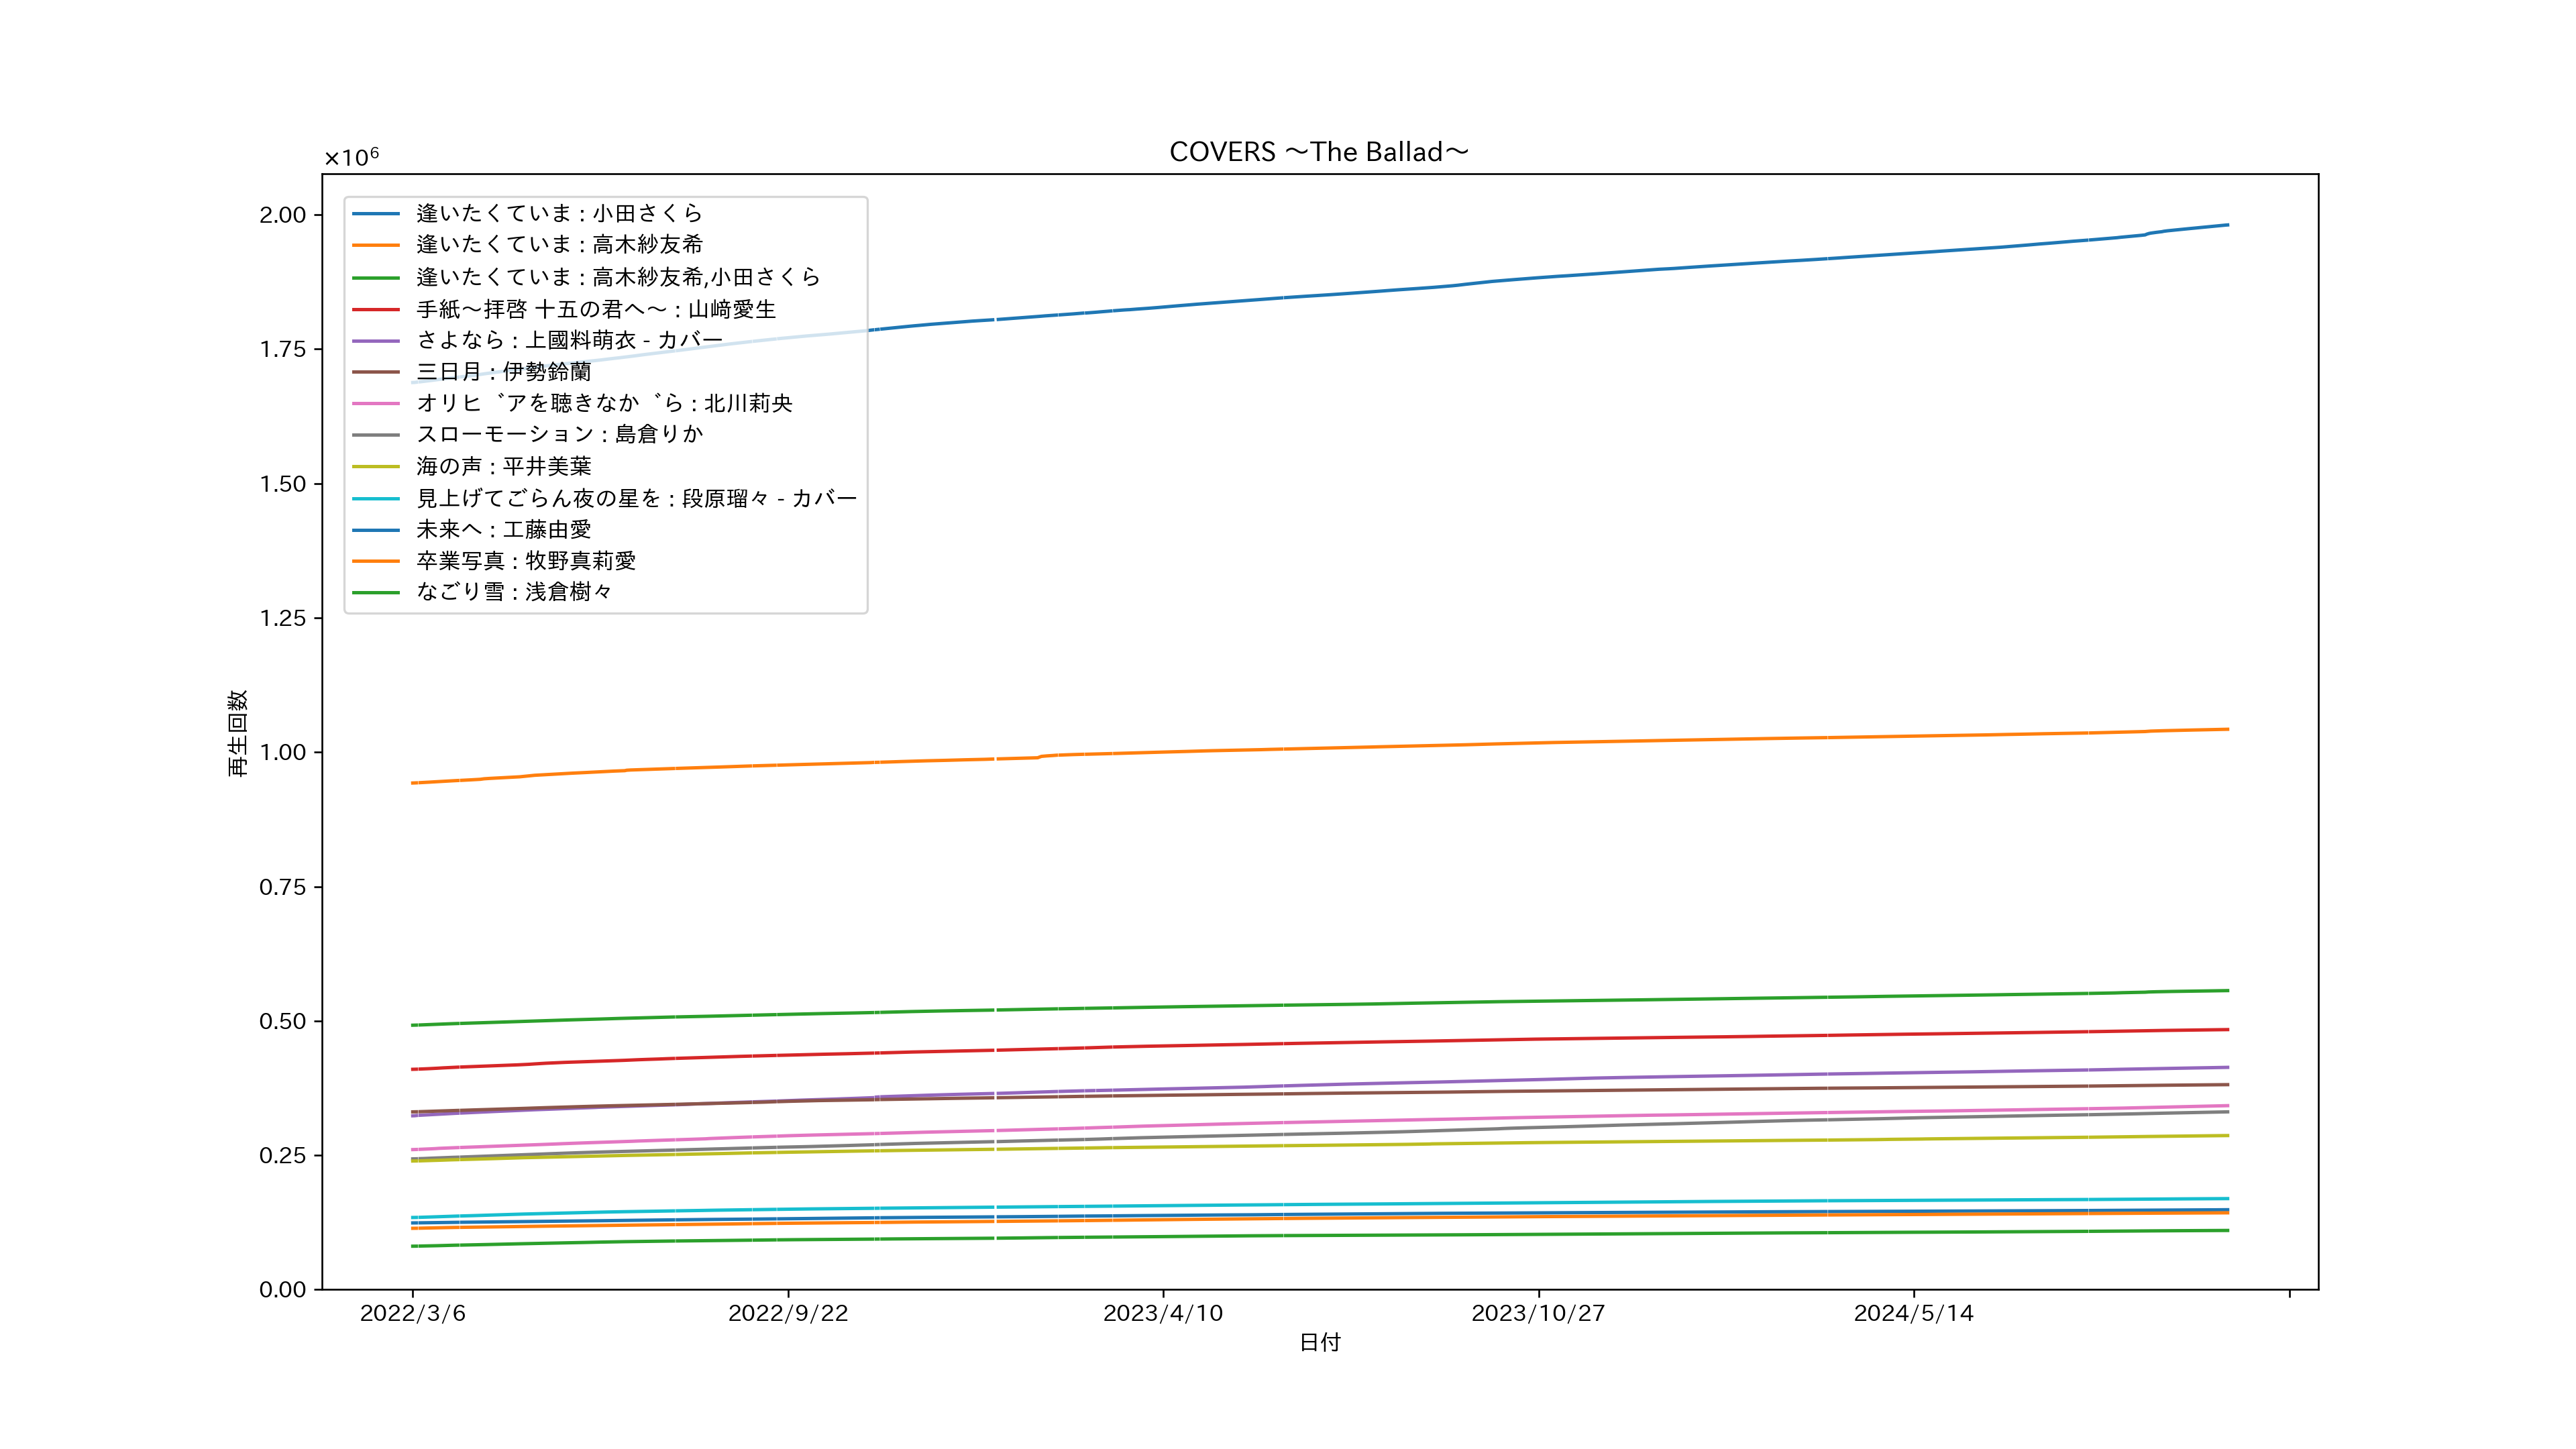 COVERS ～The Ballad～
×10⁶
2.00
1.75
1.50
1.25
1.00
0.75
0.50
0.25
0.00
再生回数
逢いたくていま : 小田さくら
逢いたくていま : 高木紗友希
逢いたくていま : 高木紗友希,小田さくら
手紙～拝啓 十五の君へ～ : 山﨑愛生
さよなら : 上國料萌衣 - カバー
三日月 : 伊勢鈴蘭
オリヒ゛アを聴きなか゛ら : 北川莉央
スローモーション : 島倉りか
海の声 : 平井美葉
見上げてごらん夜の星を : 段原瑠々 - カバー
未来へ : 工藤由愛
卒業写真 : 牧野真莉愛
なごり雪 : 浅倉樹々
2022/3/6
2022/9/22
2023/4/10
2023/10/27
2024/5/14
日付